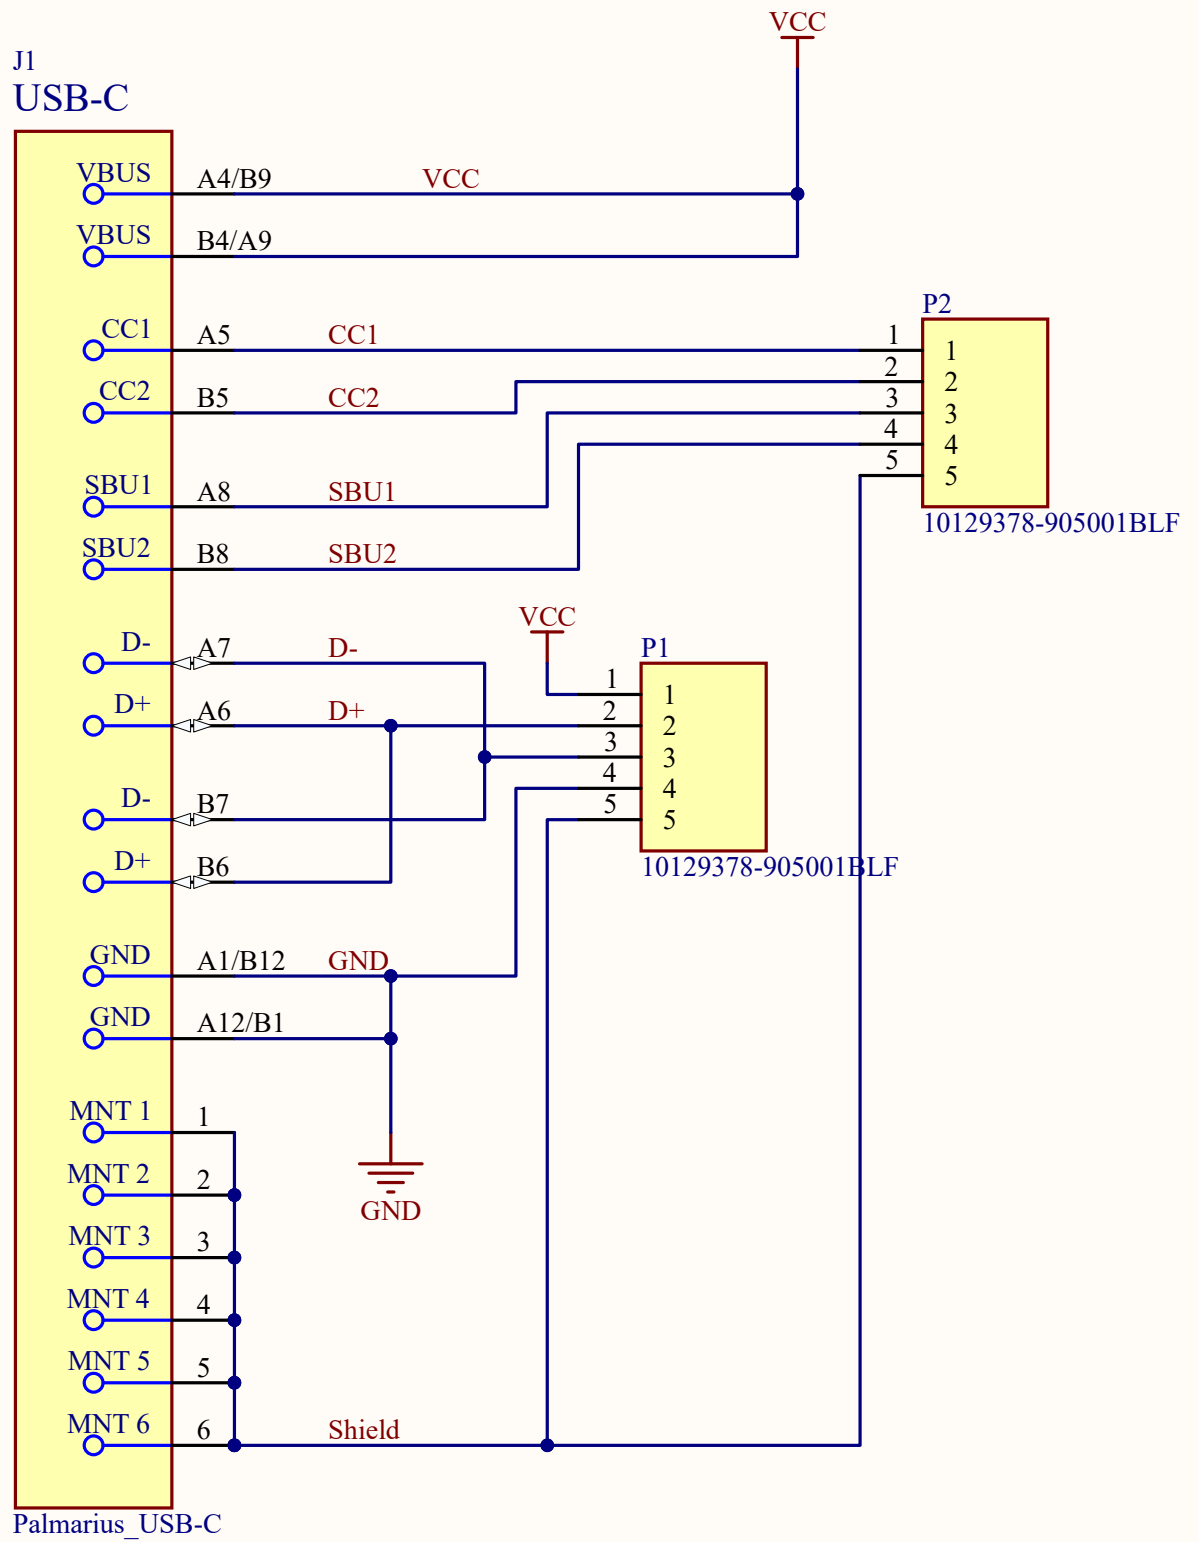 VCC
J1
USB-C
VBUS A4/B9 VCC
VBUS B4/A9
P2
CC1 A5 CC1 1 1
2 2
CC2 B5 CC2 3 3
4 4
5 5
SBU1 A8 SBU1
10129378-905001BLF
SBU2 B8 SBU2
VCC
D- A7 D- P1
1 1
D+ A6 D+ 2 2
3 3
4 4
D- B7 5 5
D+ B6
10129378-905001BLF
GND A1/B12 GND
GND A12/B1
MNT 1 1
MNT 2 2
GND
MNT 3 3
MNT 4 4
MNT 5 5
MNT 6 6 Shield
Palmarius_USB-C